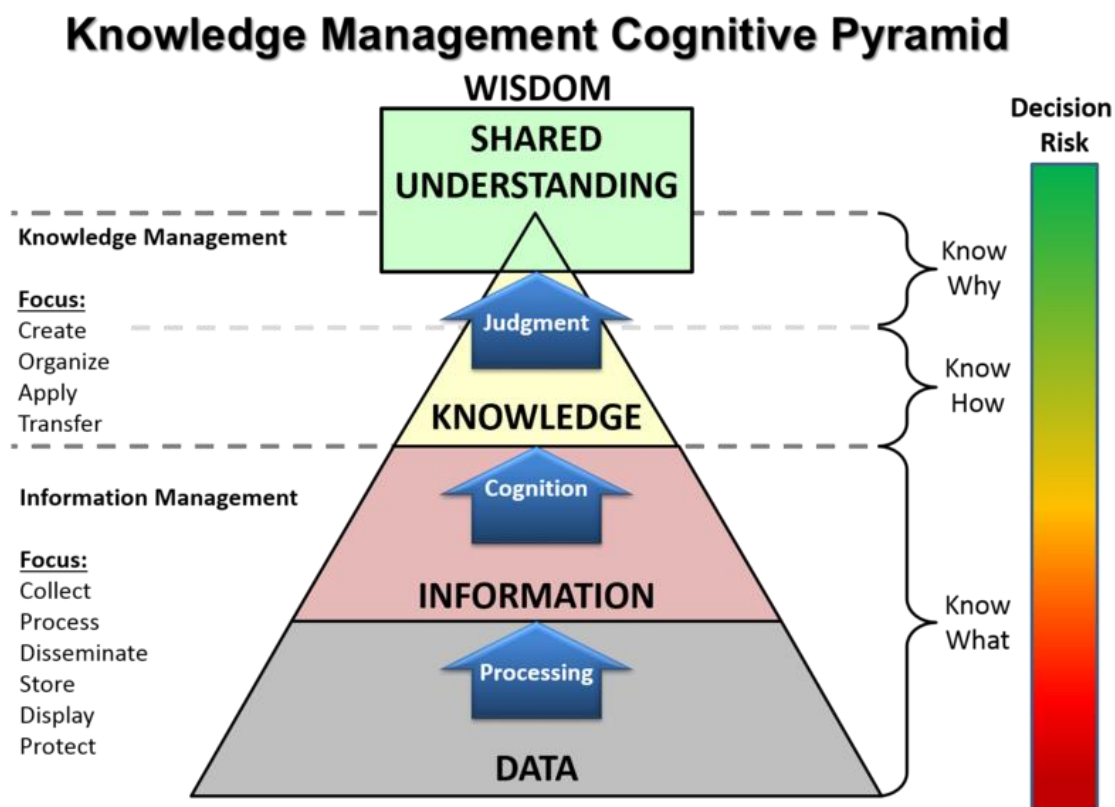 Knowledge Management Cognitive Pyramid
WISDOM
SHARED
UNDERSTANDING
Decision
Risk
Knowledge Management
Focus:
Create
Organize
Apply
Transfer
Judgment
KNOWLEDGE
Know
Why
Know
How
Information Management
Focus:
Collect
Process
Disseminate
Store
Display
Protect
Cognition
INFORMATION
Processing
DATA
Know
What